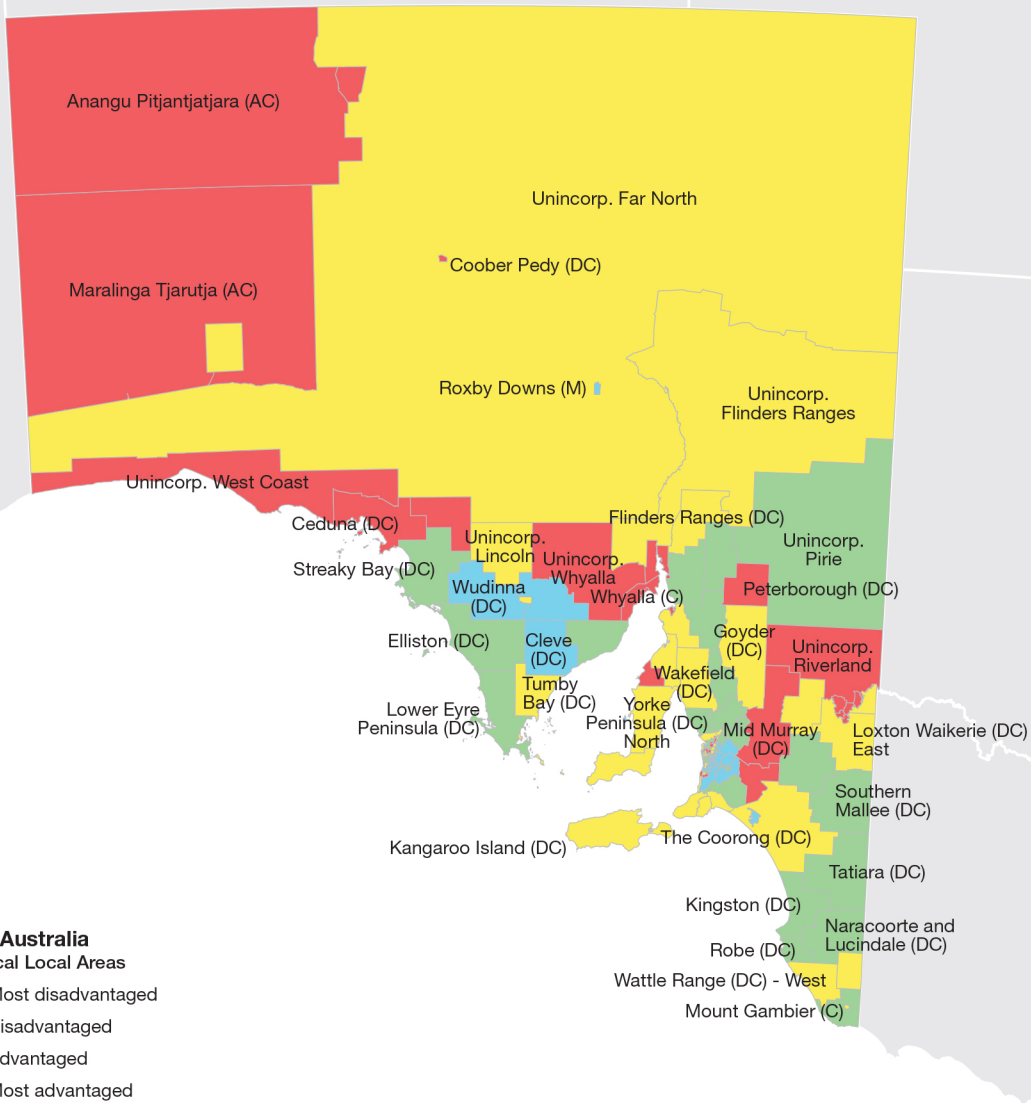 Anangu Pitjantjatjara (AC)
Unincorp. Far North
Coober Pedy (DC)
Maralinga Tjarutja (AC)
Roxby Downs (M)
Unincorp.
Flinders Ranges
Unincorp. West Coast
Ceduna (DC)
Flinders Ranges (DC)
Unincorp.
Lincoln
Unincorp.
Whyalla
Unincorp.
Pirie
Streaky Bay (DC)
Wudinna
(DC)
Whyalla (C)
Peterborough (DC)
Elliston (DC)
Cleve
(DC)
Goyder
(DC)
Unincorp.
Riverland
Wakefield
(DC)
Tumby
Bay (DC)
Lower Eyre
Peninsula (DC)
Yorke
Peninsula (DC)
North
Mid Murray
(DC)
Loxton Waikerie (DC)
East
Southern
Mallee (DC)
The Coorong (DC)
Kangaroo Island (DC)
Tatiara (DC)
Kingston (DC)
Naracoorte and
Lucindale (DC)
Robe (DC)
Wattle Range (DC) - West
Mount Gambier (C)
Australia
cal Local Areas
ost disadvantaged
isadvantaged
dvantaged
ost advantaged